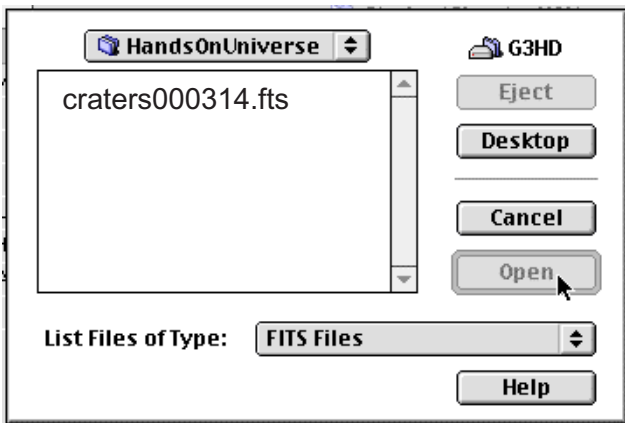 HandsOnUniverse
G3HD
craters000314.fts
Eject
Desktop
Cancel
Open
List Files of Type: FITS Files
Help